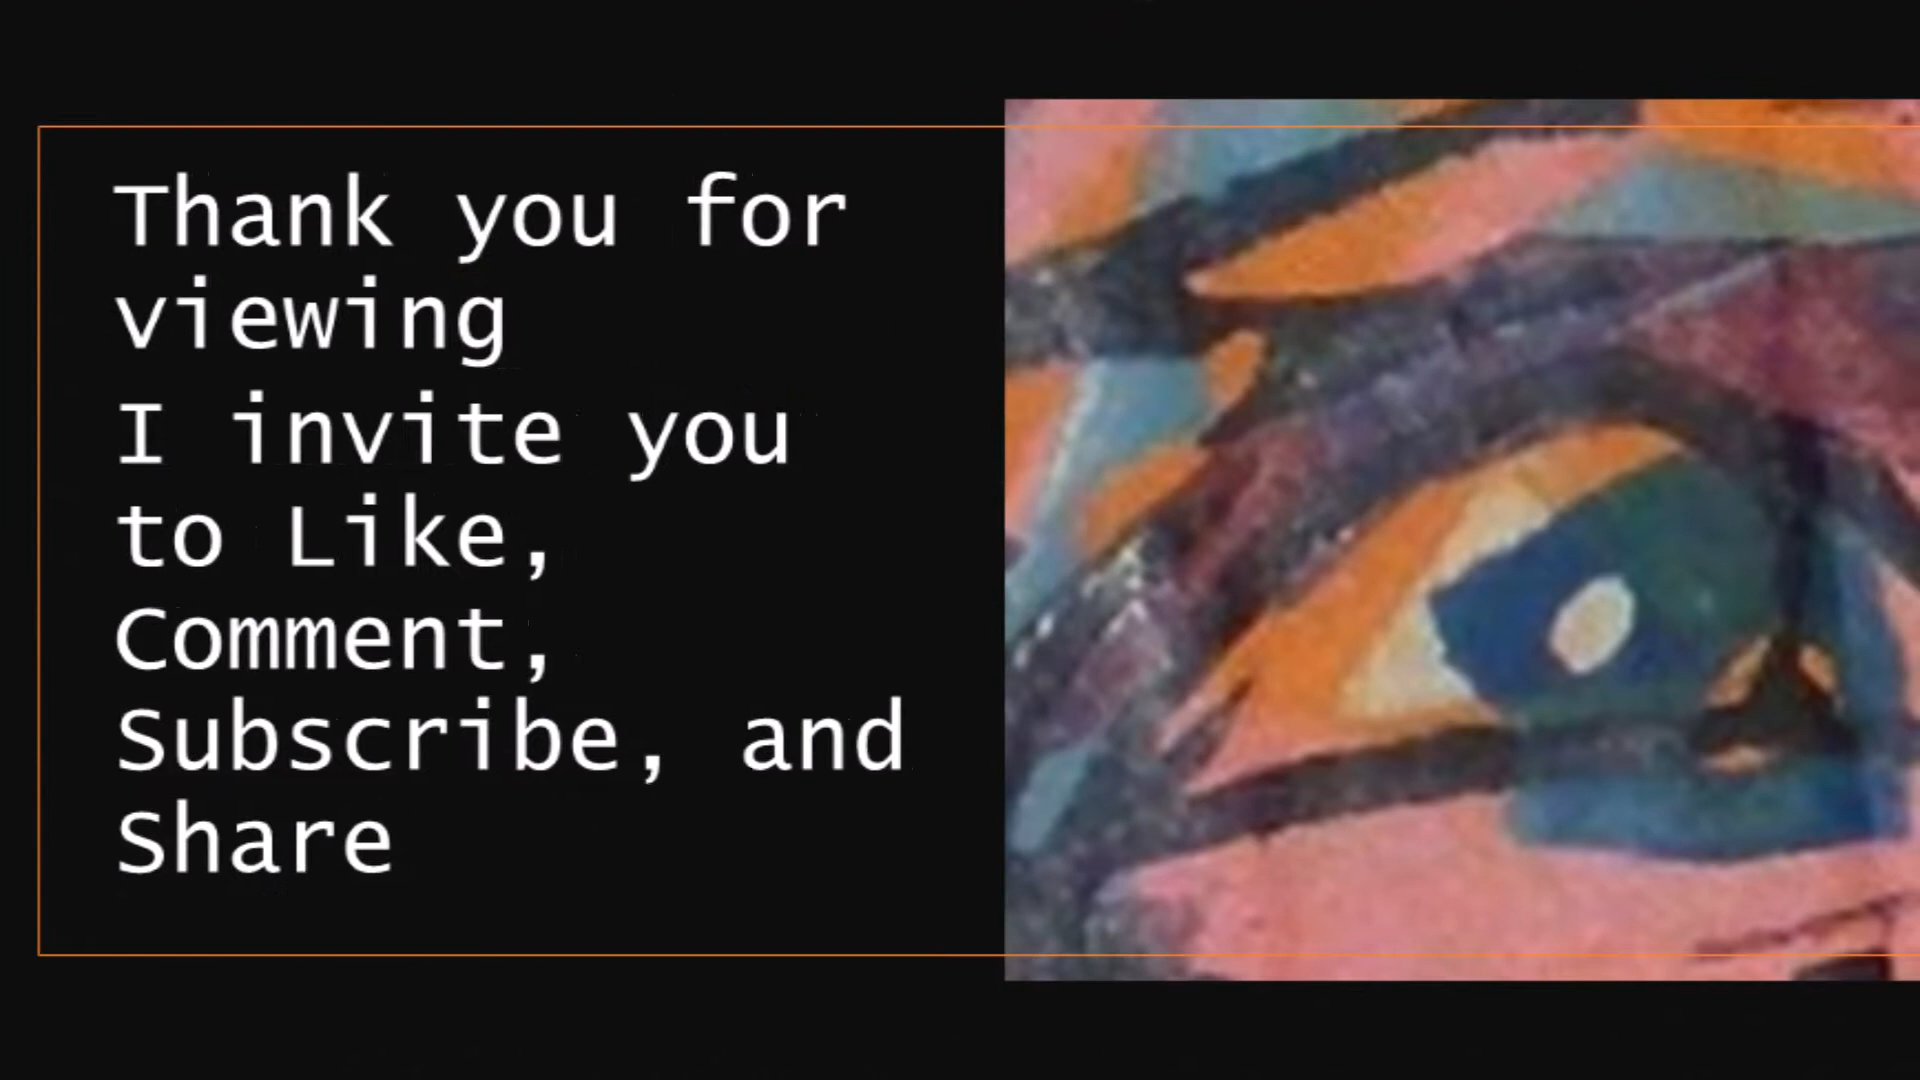 Thank you for
viewing
I invite you
to Like,
Comment,
Subscribe, and
Share